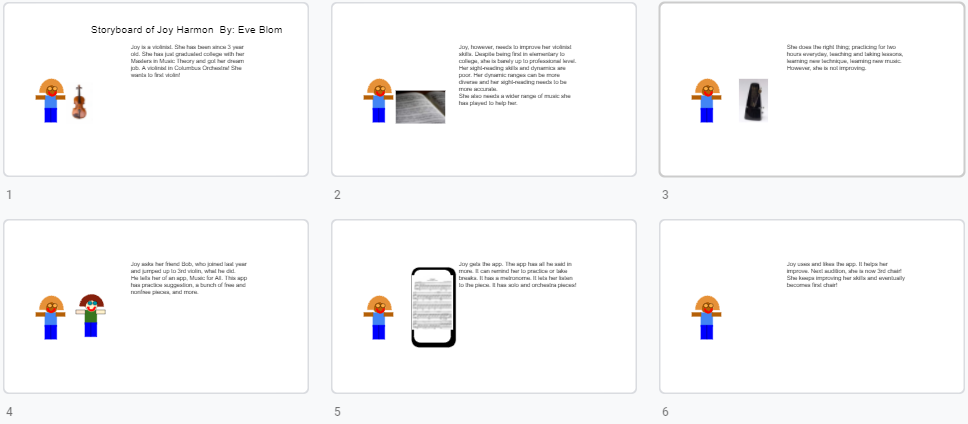 Storyboard of Joy Harmon By: Eve Blom
Joy is a violinist. She has been since 3 year
old. She has just graduated college with her
Masters in Music Theory and got her dream
job. A violinist in Columbus Orchestra! She
wants to first violin!
1
Joy, however, needs to improve her violinist
skills. Despite being first in elementary to
college, she is barely up to professional level.
Her sight-reading skills and dynamics are
poor. Her dynamic ranges can be more
diverse and her sight-reading needs to be
more accurate.
She also needs a wider range of music she
has played to help her.
2
She does the right thing; practicing for two
hours everyday, teaching and taking lessons,
learning new technique, learning new music.
However, she is not improving.
3
Joy asks her friend Bob, who joined last year
and jumped up to 3rd violin, what he did.
He tells her of an app, Music for All. This app
has practice suggestion, a bunch of free and
nonfree pieces, and more.
4
Joy gets the app. The app has all he said in
more. It can remind her to practice or take
breaks. It has a metronome. It lets her listen
to the piece. It has solo and orchestra pieces!
5
Joy uses and likes the app. It helps her
improve. Next audition, she is now 3rd chair!
She keeps improving her skills and eventually
becomes first chair!
6